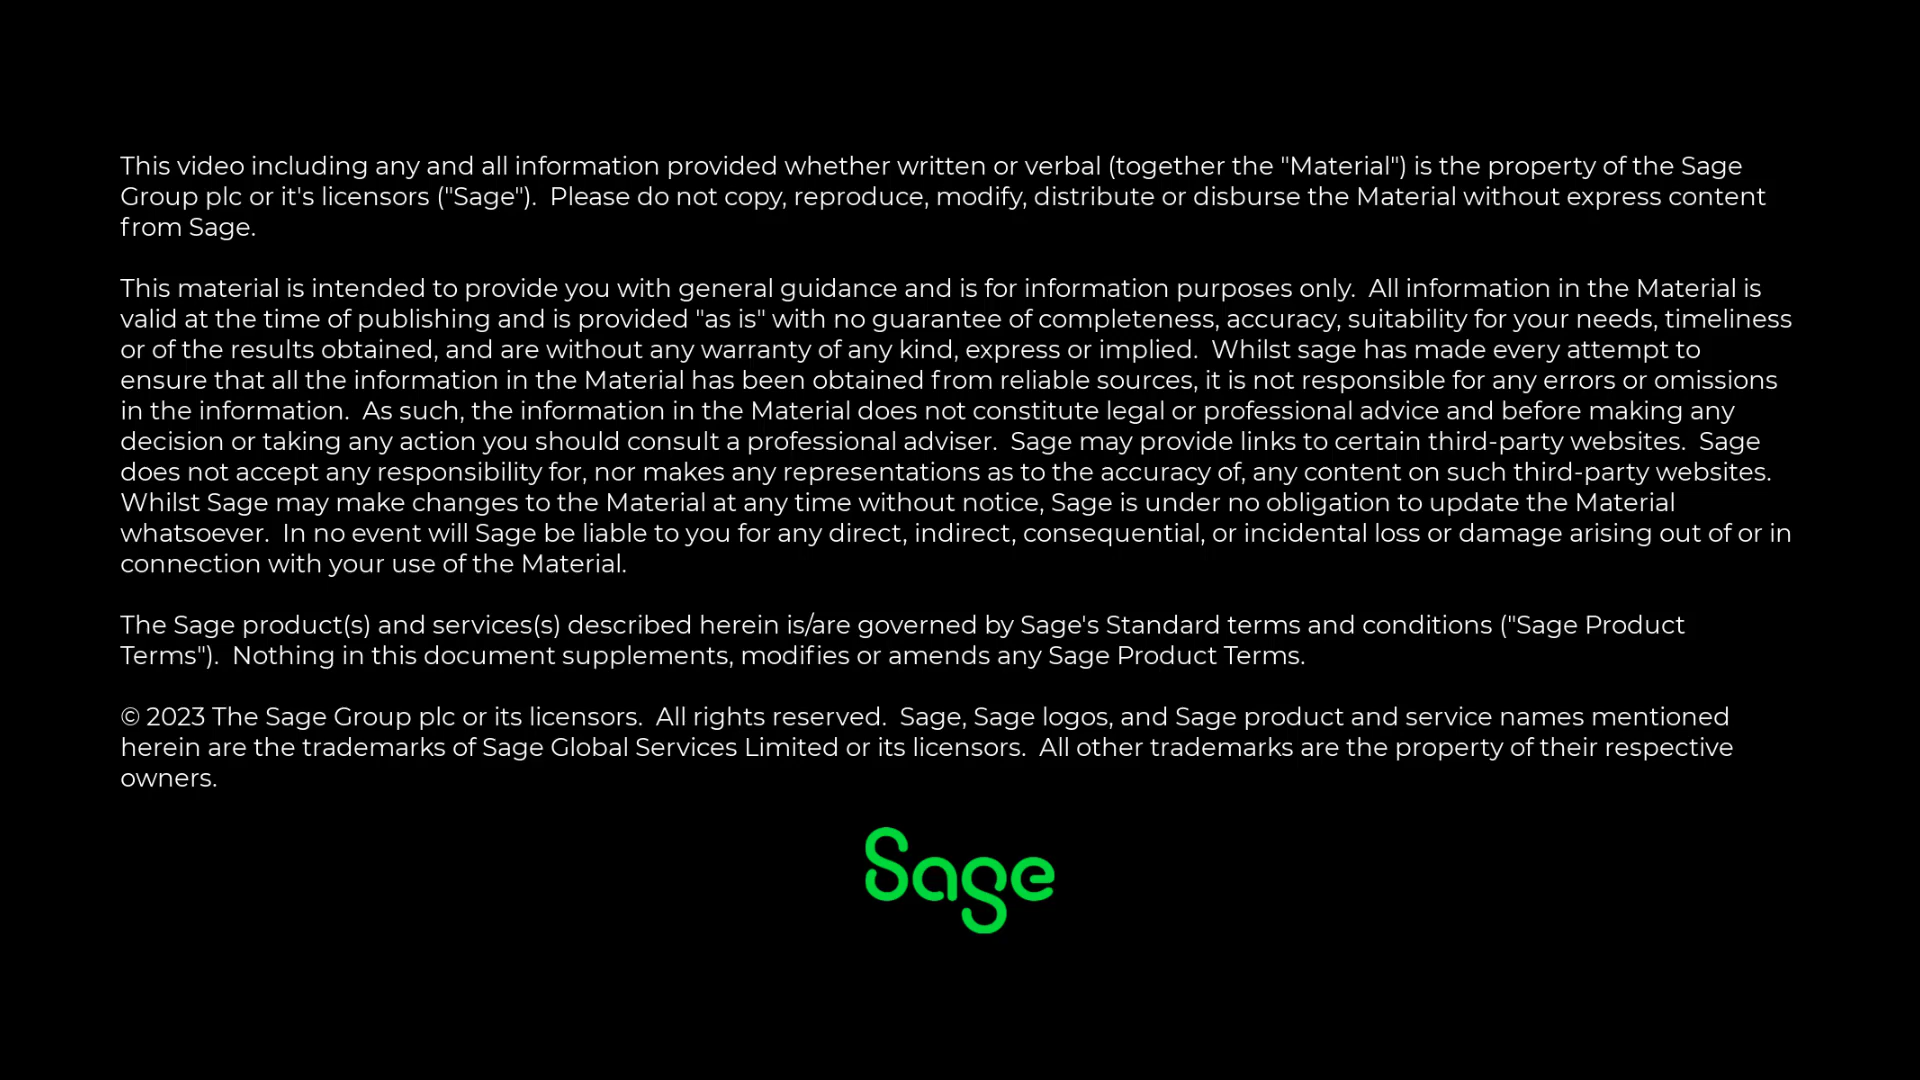 This video including any and all information provided whether written or verbal (together the "Material") is the property of the Sage
Group plc or it's licensors ("Sage").  Please do not copy, reproduce, modify, distribute or disburse the Material without express content
from Sage.
This material is intended to provide you with general guidance and is for information purposes only.  All information in the Material is
valid at the time of publishing and is provided "as is" with no guarantee of completeness, accuracy, suitability for your needs, timeliness
or of the results obtained, and are without any warranty of any kind, express or implied.  Whilst sage has made every attempt to
ensure that all the information in the Material has been obtained from reliable sources, it is not responsible for any errors or omissions
in the information.  As such, the information in the Material does not constitute legal or professional advice and before making any
decision or taking any action you should consult a professional adviser.  Sage may provide links to certain third-party websites.  Sage
does not accept any responsibility for, nor makes any representations as to the accuracy of, any content on such third-party websites.
Whilst Sage may make changes to the Material at any time without notice, Sage is under no obligation to update the Material
whatsoever.  In no event will Sage be liable to you for any direct, indirect, consequential, or incidental loss or damage arising out of or in
connection with your use of the Material.
The Sage product(s) and services(s) described herein is/are governed by Sage's Standard terms and conditions ("Sage Product
Terms").  Nothing in this document supplements, modifies or amends any Sage Product Terms.
© 2023 The Sage Group plc or its licensors.  All rights reserved.  Sage, Sage logos, and Sage product and service names mentioned
herein are the trademarks of Sage Global Services Limited or its licensors.  All other trademarks are the property of their respective
owners.
Sage